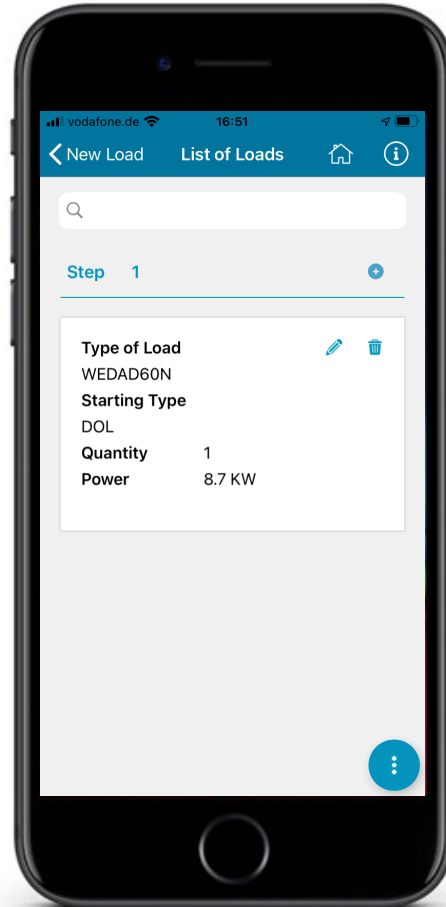 vodafone.de 16:51
New Load List of Loads
Step 1
Type of Load
WEDAD60N
Starting Type
DOL
Quantity 1
Power 8.7 KW